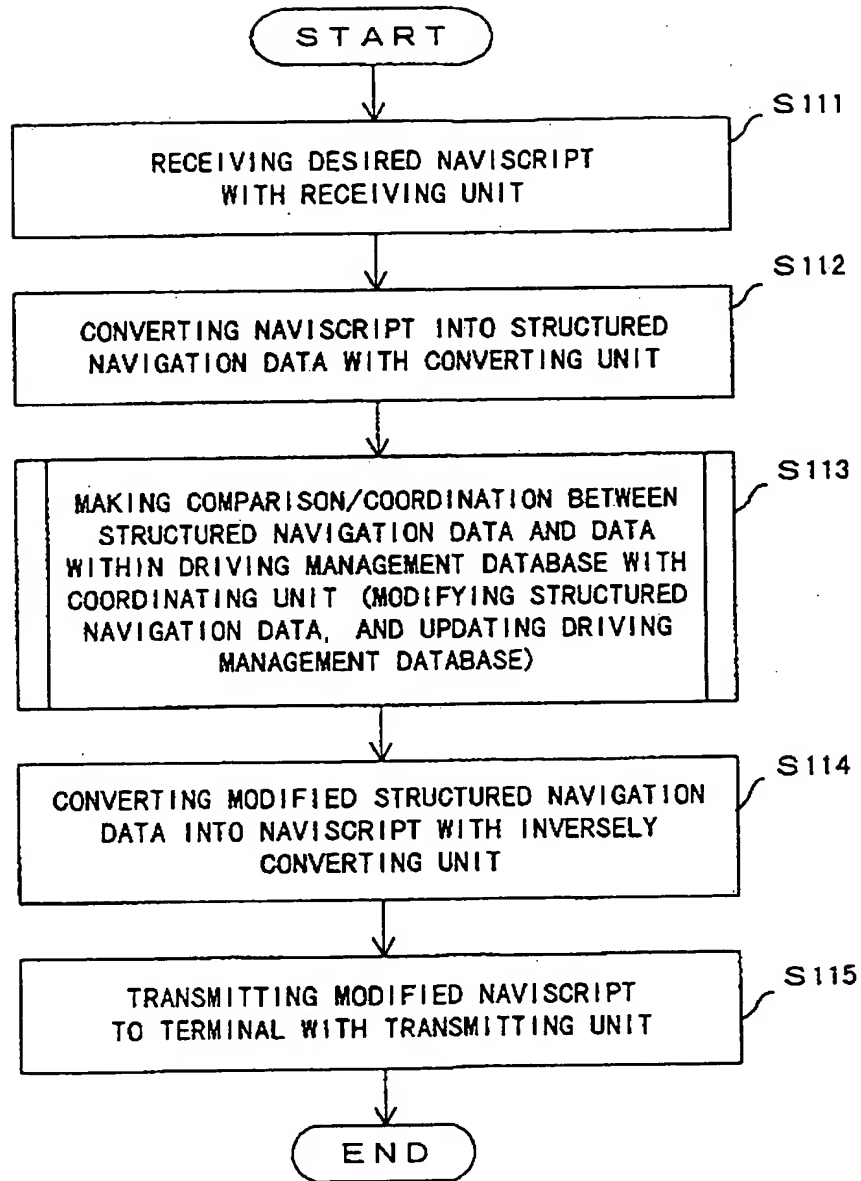 START
S111
RECEIVING DESIRED NAVISCRIPT
WITH RECEIVING UNIT
S112
CONVERTING NAVISCRIPT INTO STRUCTURED
NAVIGATION DATA WITH CONVERTING UNIT
S113
MAKING COMPARISON/COORDINATION BETWEEN
STRUCTURED NAVIGATION DATA AND DATA
WITHIN DRIVING MANAGEMENT DATABASE WITH
COORDINATING UNIT (MODIFYING STRUCTURED
NAVIGATION DATA, AND UPDATING DRIVING
MANAGEMENT DATABASE)
S114
CONVERTING MODIFIED STRUCTURED NAVIGATION
DATA INTO NAVISCRIPT WITH INVERSELY
CONVERTING UNIT
S115
TRANSMITTING MODIFIED NAVISCRIPT
TO TERMINAL WITH TRANSMITTING UNIT
END